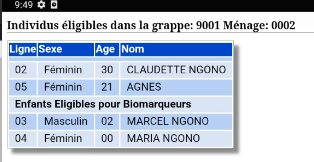 9:49
Individus éligibles dans la grappe: 9001 Ménage: 0002
Ligne Sexe Age Nom
02 Féminin 30 CLAUDETTE NGONO
05 Féminin 21 AGNES
Enfants Eligibles pour Biomarqueurs
03 Masculin 02 MARCEL NGONO
04 Féminin 00 MARIA NGONO